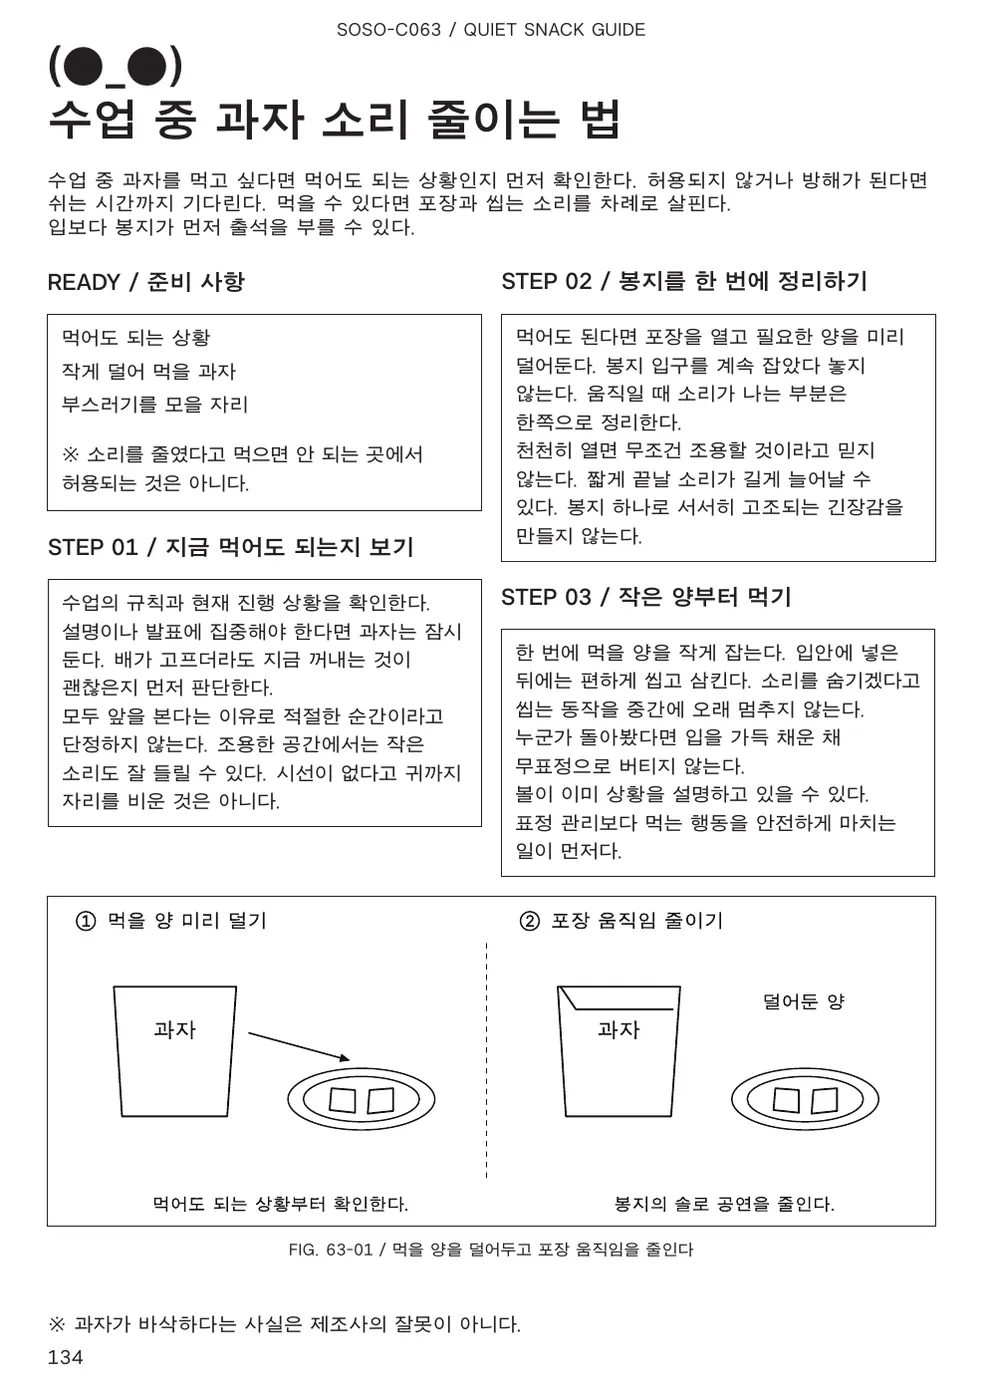 SOSO-C063 / QUIET SNACK GUIDE
(●_●)
수업 중 과자 소리 줄이는 법
수업 중 과자를 먹고 싶다면 먹어도 되는 상황인지 먼저 확인한다. 허용되지 않거나 방해가 된다면
쉬는 시간까지 기다린다. 먹을 수 있다면 포장과 씹는 소리를 차례로 살핀다.
입보다 봉지가 먼저 출석을 부를 수 있다.
READY / 준비 사항
먹어도 되는 상황
작게 덜어 먹을 과자
부스러기를 모을 자리
※ 소리를 줄였다고 먹으면 안 되는 곳에서
허용되는 것은 아니다.
STEP 01 / 지금 먹어도 되는지 보기
수업의 규칙과 현재 진행 상황을 확인한다.
설명이나 발표에 집중해야 한다면 과자는 잠시
둔다. 배가 고프더라도 지금 꺼내는 것이
괜찮은지 먼저 판단한다.
모두 앞을 본다는 이유로 적절한 순간이라고
단정하지 않는다. 조용한 공간에서는 작은
소리도 잘 들릴 수 있다. 시선이 없다고 귀까지
자리를 비운 것은 아니다.
STEP 02 / 봉지를 한 번에 정리하기
먹어도 된다면 포장을 열고 필요한 양을 미리
덜어둔다. 봉지 입구를 계속 잡았다 놓지
않는다. 움직일 때 소리가 나는 부분은
한쪽으로 정리한다.
천천히 열면 무조건 조용할 것이라고 믿지
않는다. 짧게 끝날 소리가 길게 늘어날 수
있다. 봉지 하나로 서서히 고조되는 긴장감을
만들지 않는다.
STEP 03 / 작은 양부터 먹기
한 번에 먹을 양을 작게 잡는다. 입안에 넣은
뒤에는 편하게 씹고 삼킨다. 소리를 숨기겠다고
씹는 동작을 중간에 오래 멈추지 않는다.
누군가 돌아봤다면 입을 가득 채운 채
무표정으로 버티지 않는다.
볼이 이미 상황을 설명하고 있을 수 있다.
표정 관리보다 먹는 행동을 안전하게 마치는
일이 먼저다.
① 먹을 양 미리 덜기
과자
먹어도 되는 상황부터 확인한다.
② 포장 움직임 줄이기
덜어둔 양
과자
봉지의 솔로 공연을 줄인다.
FIG. 63-01 / 먹을 양을 덜어두고 포장 움직임을 줄인다
※ 과자가 바삭하다는 사실은 제조사의 잘못이 아니다.
134